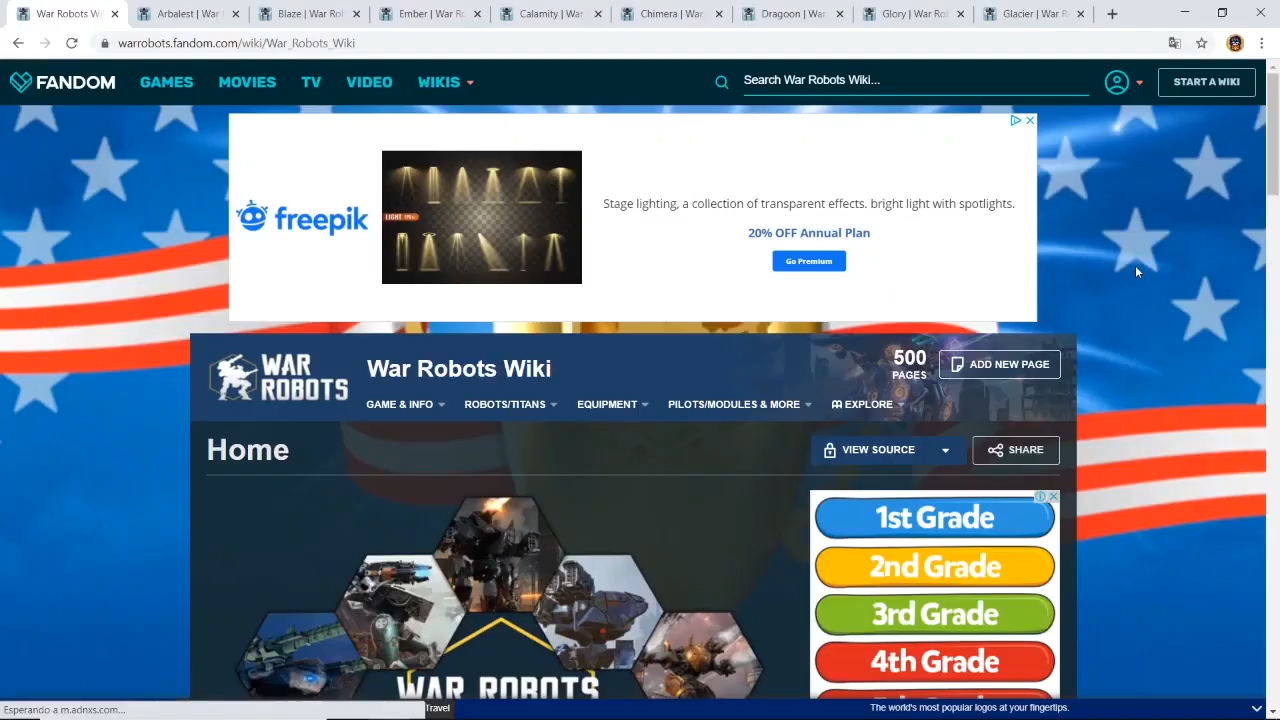 War Robots Wi
Arbalest | War
Blaze | War Rob
Ember | War Ro
Calamity | War
Chimera | War
Dragoon | War
Glory | War Rob
Glacier | War R
warrobots.fandom.com/wiki/War_Robots_Wiki
FANDOM GAMES MOVIES TV VIDEO WIKIS Search War Robots Wiki... START A WIKI
freepik
LIGHT
Stage lighting, a collection of transparent effects. bright light with spotlights.
20% OFF Annual Plan
Go Premium
WAR ROBOTS
War Robots Wiki
500 PAGES
ADD NEW PAGE
GAME & INFO ROBOTS/TITANS EQUIPMENT PILOTS/MODULES & MORE EXPLORE
Home
VIEW SOURCE
SHARE
1st Grade
2nd Grade
3rd Grade
4th Grade
WAR ROBOTS
Esperando a m.adnxs.com...
Travel
The world's most popular logos at your fingertips.